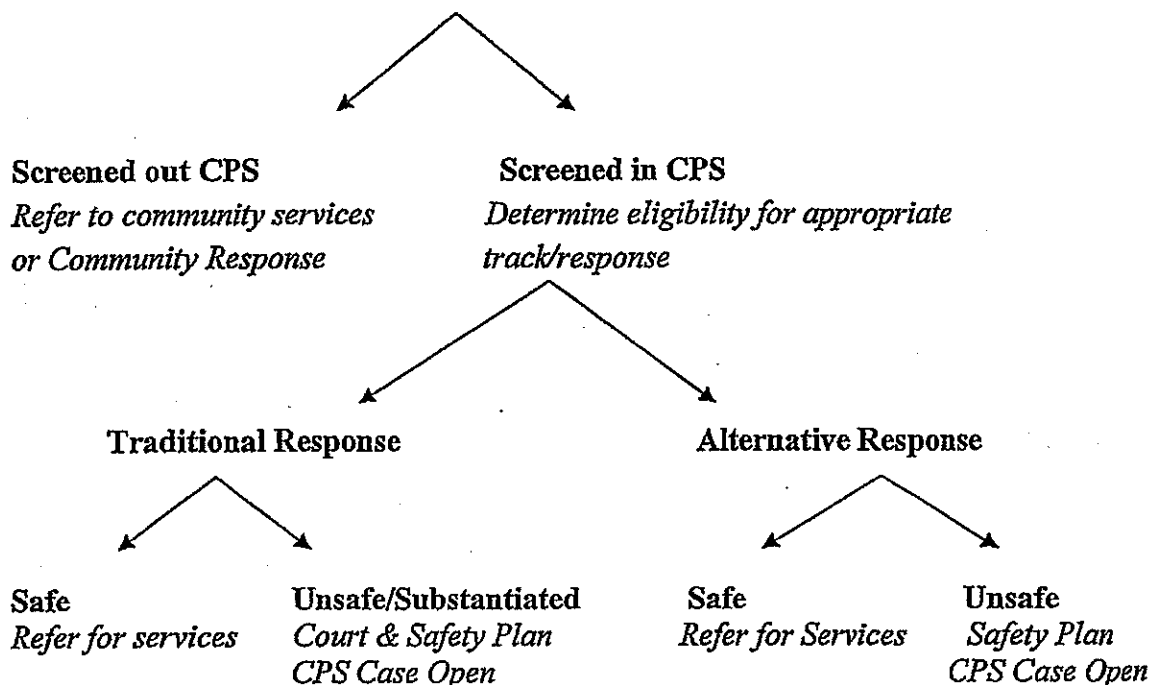 Screened out CPS
Refer to community services
or Community Response
Screened in CPS
Determine eligibility for appropriate
track/response
Traditional Response
Alternative Response
Safe
Refer for services
Unsafe/Substantiated
Court & Safety Plan
CPS Case Open
Safe
Refer for Services
Unsafe
Safety Plan
CPS Case Open